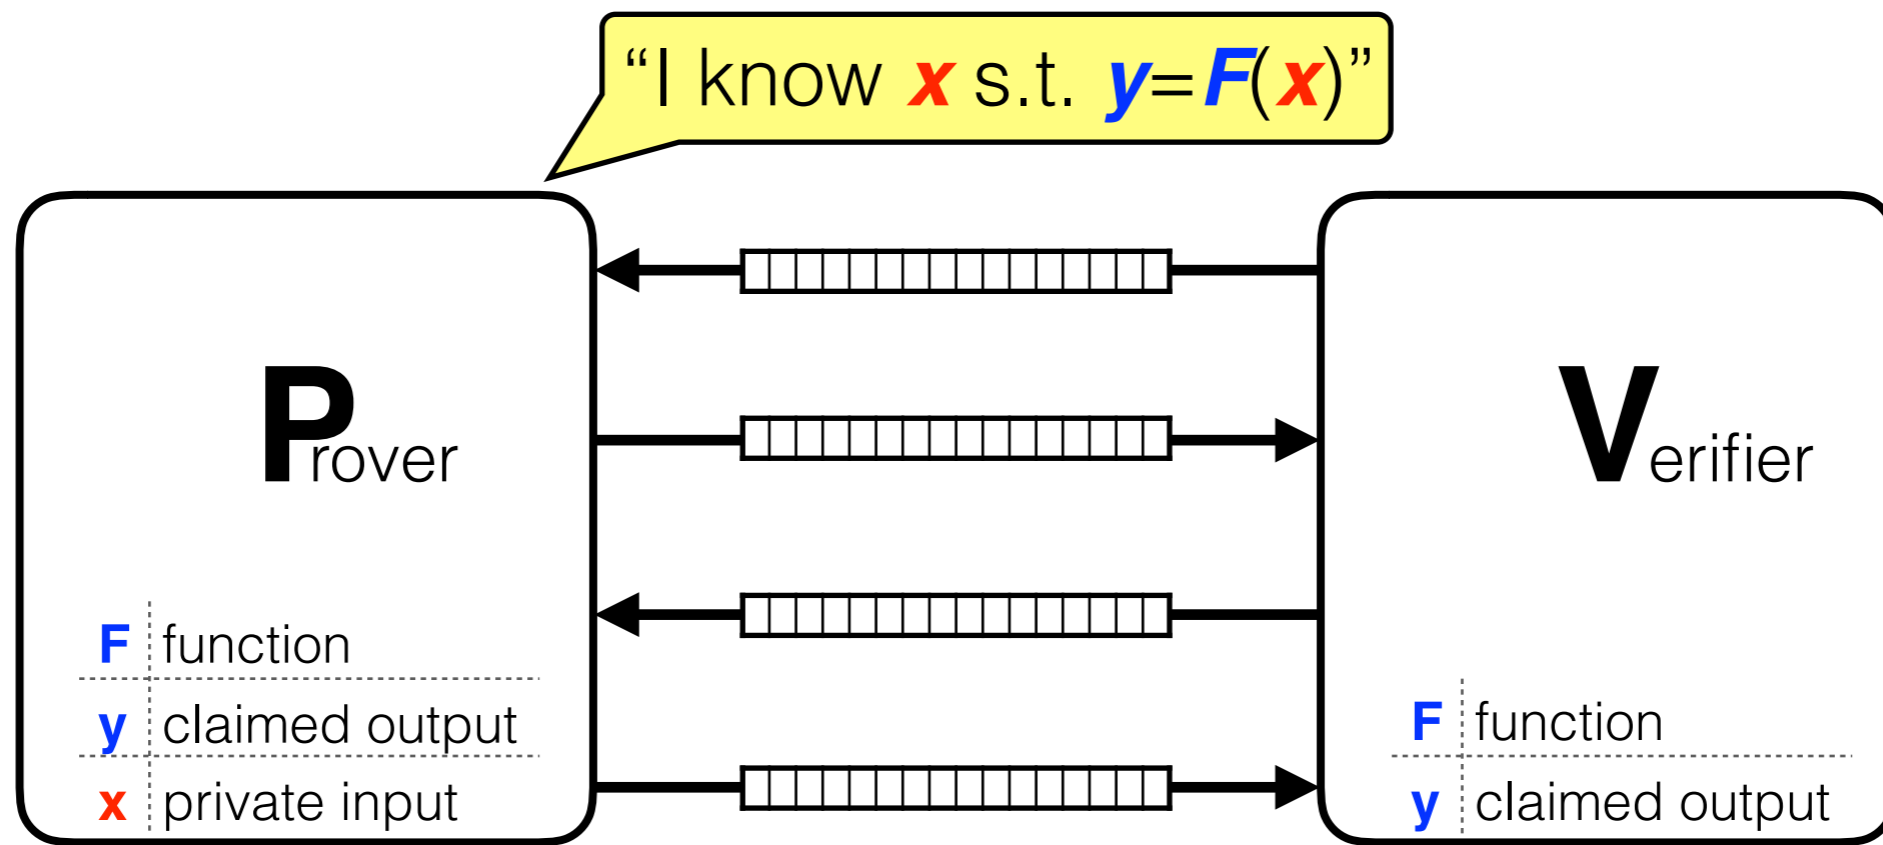 “I know x s.t. y=F(x)”
Prover
Verifier
F function
y claimed output
x private input
F function
y claimed output